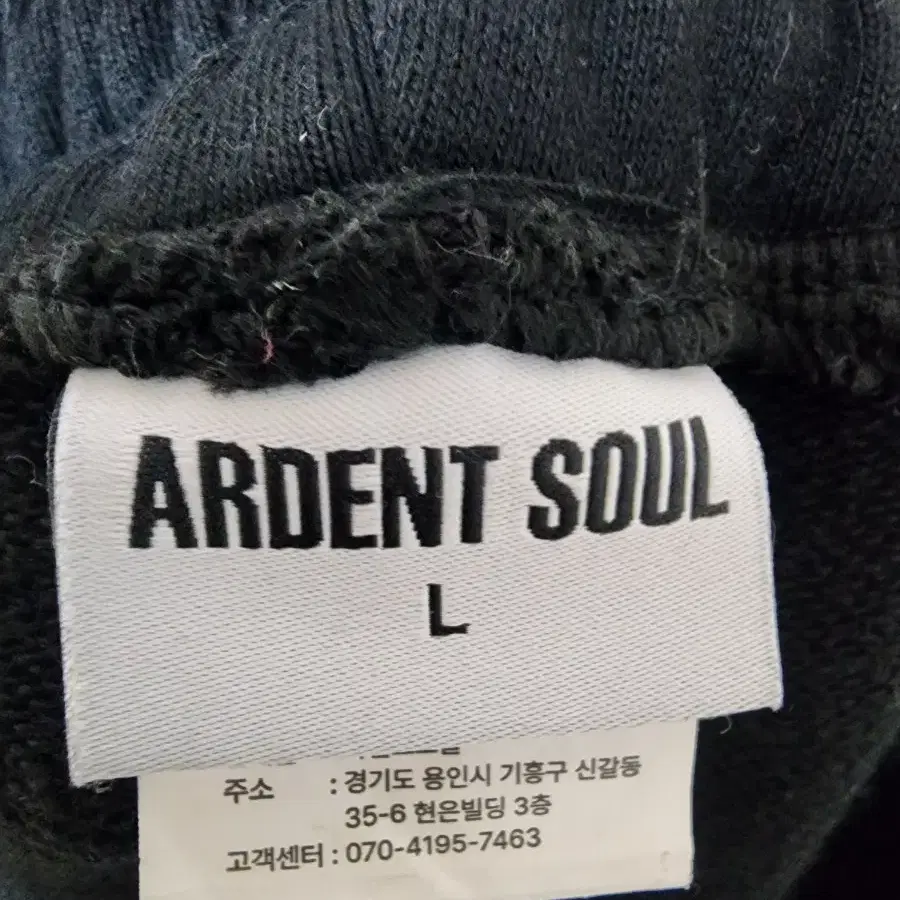 ARDENT SOUL
L
주소 : 경기도 용인시 기흥구 신갈동
35-6 현은빌딩 3층
고객센터 : 070-4195-7463